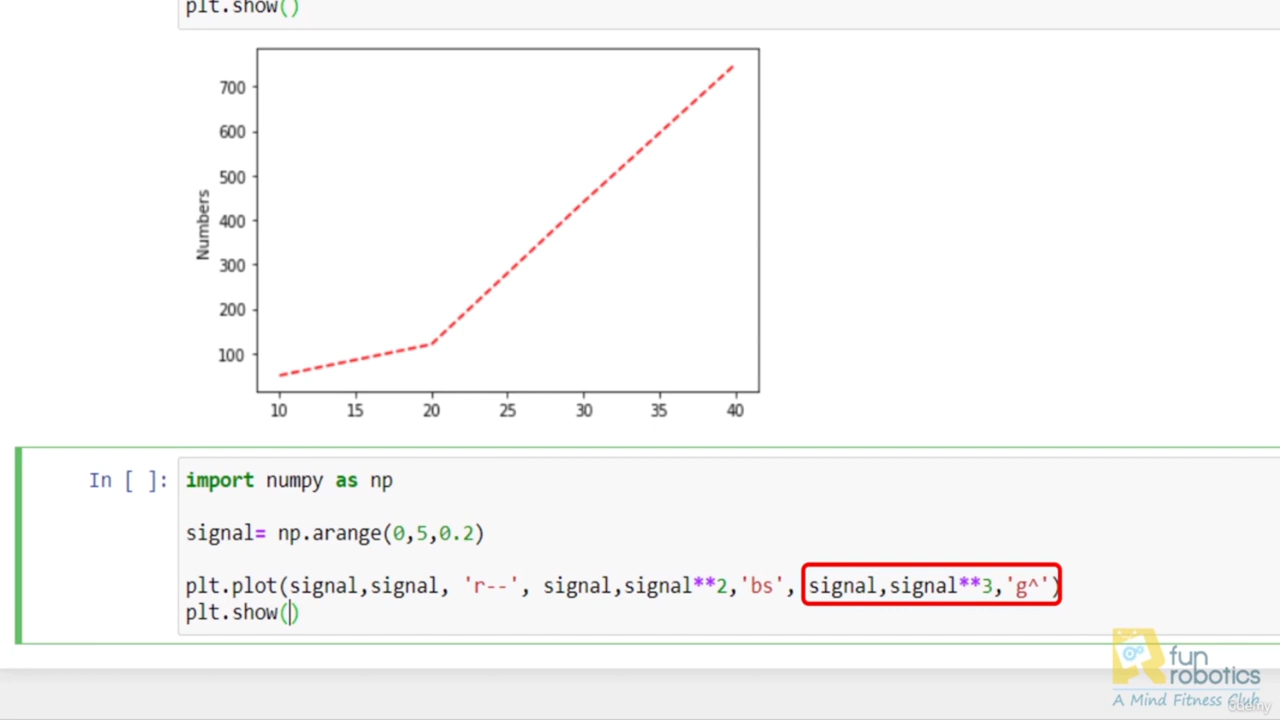 plt.show()
700
600
500
400
300
200
100
Numbers
10 15 20 25 30 35 40
In [ ]:
import numpy as np
signal= np.arange(0,5,0.2)
plt.plot(signal,signal, 'r--', signal,signal**2,'bs', signal,signal**3,'g^')
plt.show()
fun
robotics
A Mind Fitness Club
ûdemy